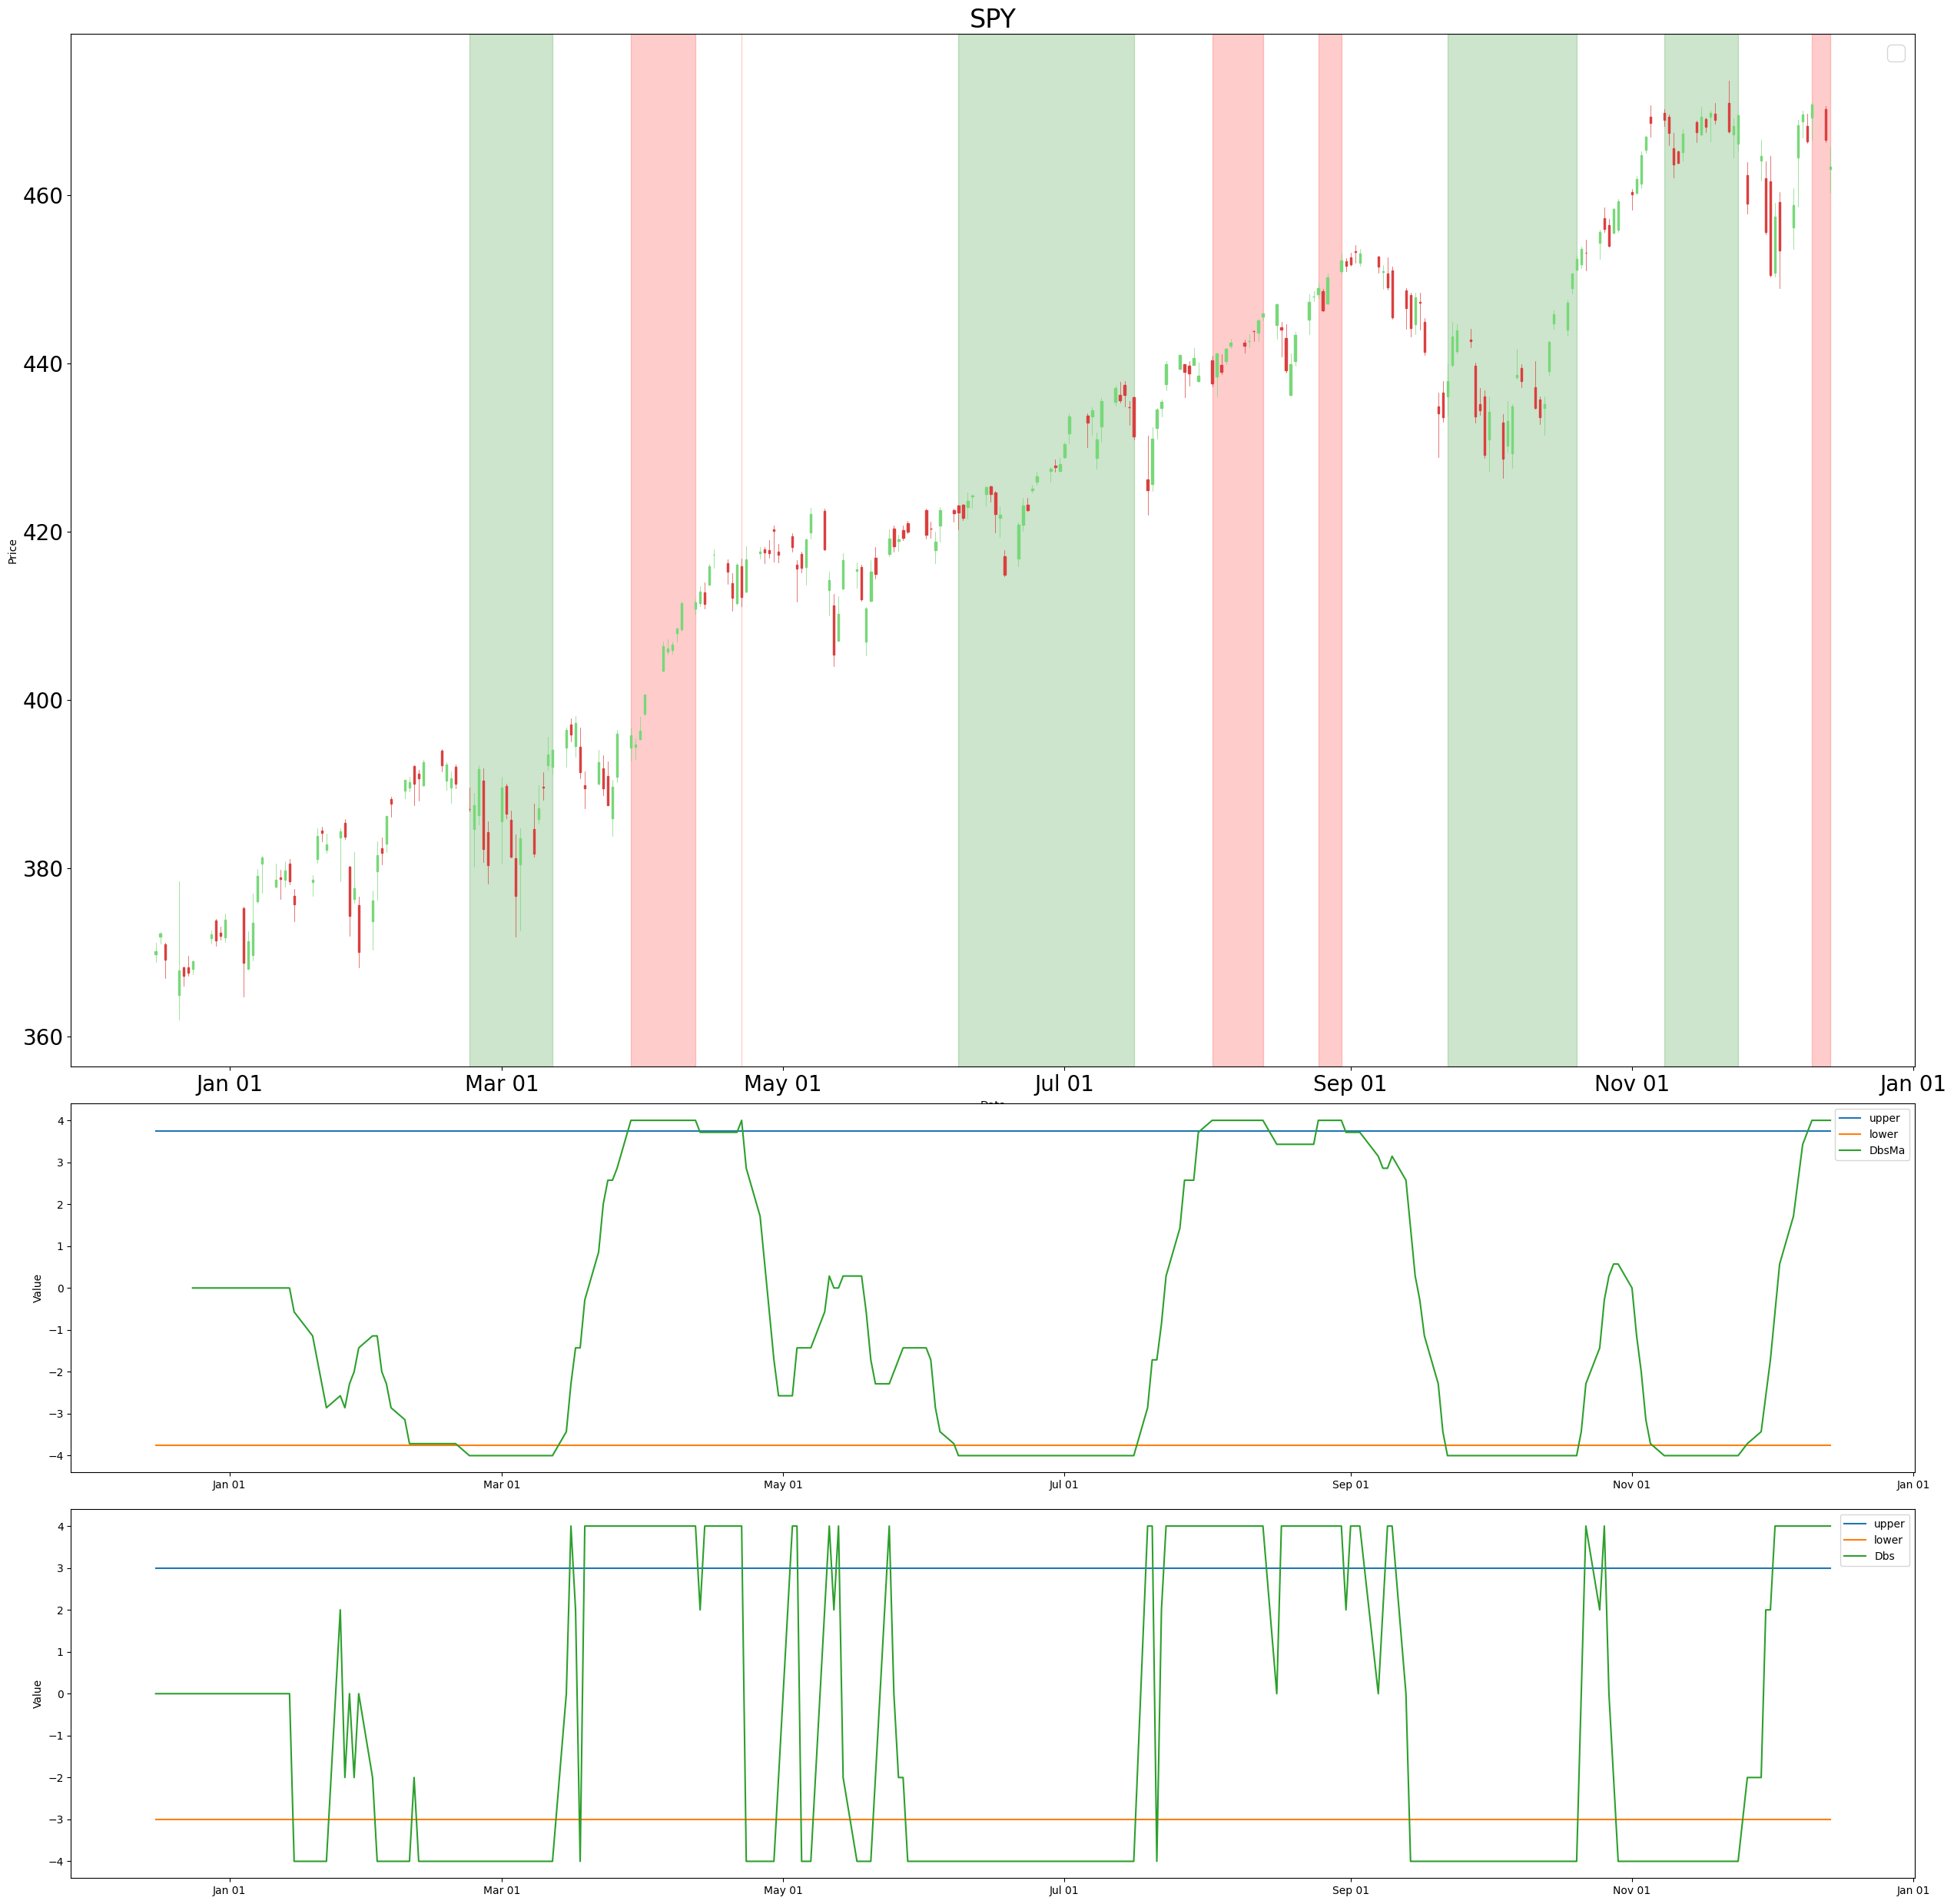 SPY
460
440
420
400
380
360
Price
Jan 01 Mar 01 May 01 Jul 01 Sep 01 Nov 01 Jan 01
Date
4
3
2
1
0
−1
−2
−3
−4
Value
upper
lower
DbsMa
Jan 01 Mar 01 May 01 Jul 01 Sep 01 Nov 01 Jan 01
4
3
2
1
0
−1
−2
−3
−4
Value
upper
lower
Dbs
Jan 01 Mar 01 May 01 Jul 01 Sep 01 Nov 01 Jan 01